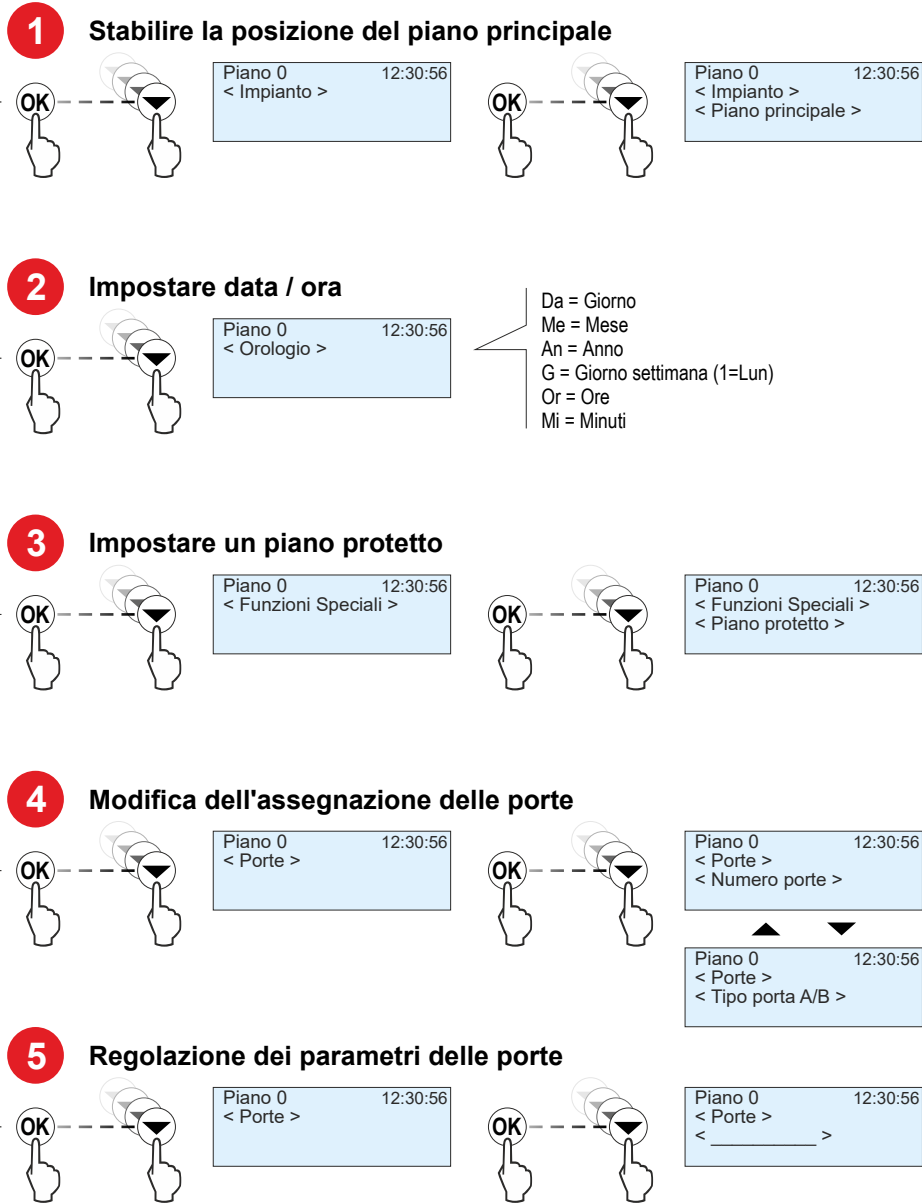 1 Stabilire la posizione del piano principale
OK
Piano 0 12:30:56
< Impianto >
OK
Piano 0 12:30:56
< Impianto >
< Piano principale >
2 Impostare data / ora
OK
Piano 0 12:30:56
< Orologio >
Da = Giorno
Me = Mese
An = Anno
G = Giorno settimana (1=Lun)
Or = Ore
Mi = Minuti
3 Impostare un piano protetto
OK
Piano 0 12:30:56
< Funzioni Speciali >
OK
Piano 0 12:30:56
< Funzioni Speciali >
< Piano protetto >
4 Modifica dell'assegnazione delle porte
OK
Piano 0 12:30:56
< Porte >
OK
Piano 0 12:30:56
< Porte >
< Numero porte >
Piano 0 12:30:56
< Porte >
< Tipo porta A/B >
5 Regolazione dei parametri delle porte
OK
Piano 0 12:30:56
< Porte >
OK
Piano 0 12:30:56
< Porte >
< __________ >